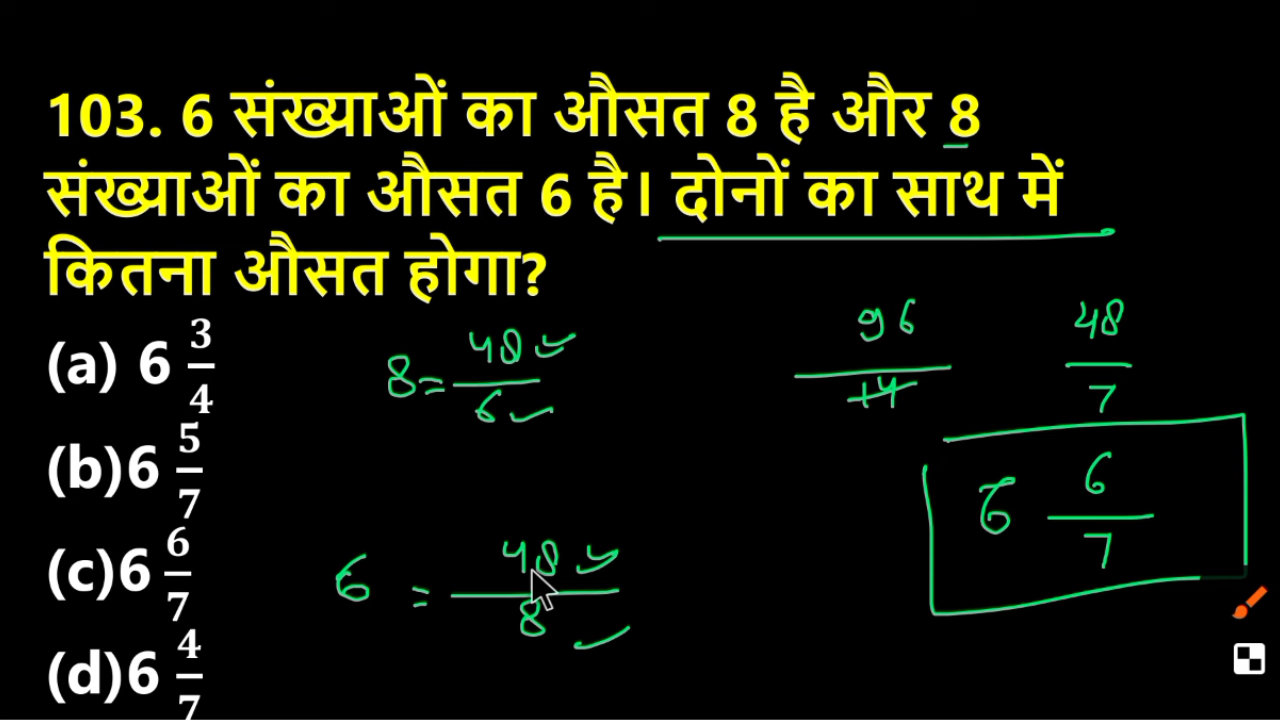 103. 6 संख्याओं का औसत 8 है और 8
संख्याओं का औसत 6 है। दोनों का साथ में
कितना औसत होगा?
(a) 6 3/4
(b)6 5/7
(c)6 6/7
(d)6 4/7
8 = 48/6
6 = 48/8
96/14
48/7
6 6/7